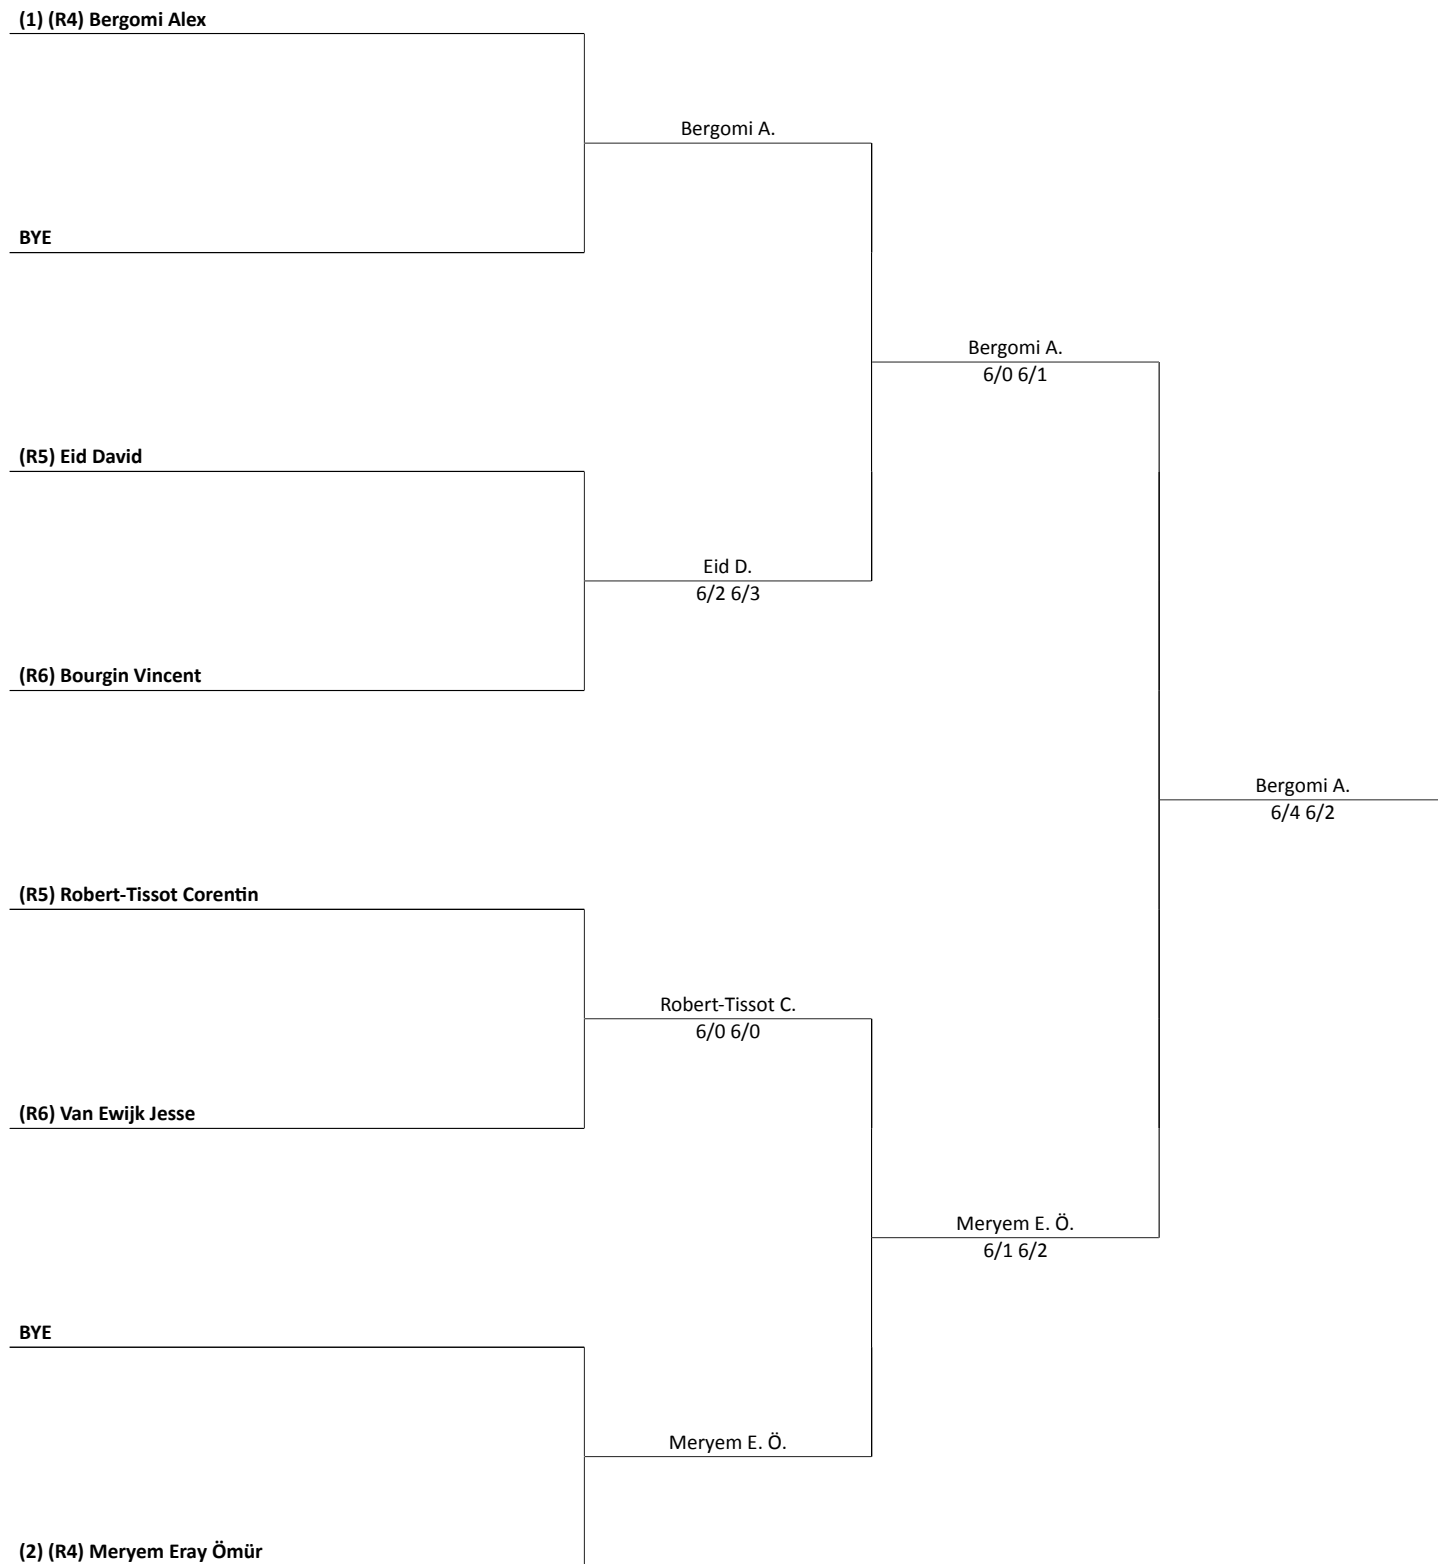 (1) (R4) Bergomi Alex
Bergomi A.
BYE
Bergomi A.
6/0 6/1
(R5) Eid David
Eid D.
6/2 6/3
(R6) Bourgin Vincent
Bergomi A.
6/4 6/2
(R5) Robert-Tissot Corentin
Robert-Tissot C.
6/0 6/0
(R6) Van Ewijk Jesse
Meryem E. Ö.
6/1 6/2
BYE
Meryem E. Ö.
(2) (R4) Meryem Eray Ömür